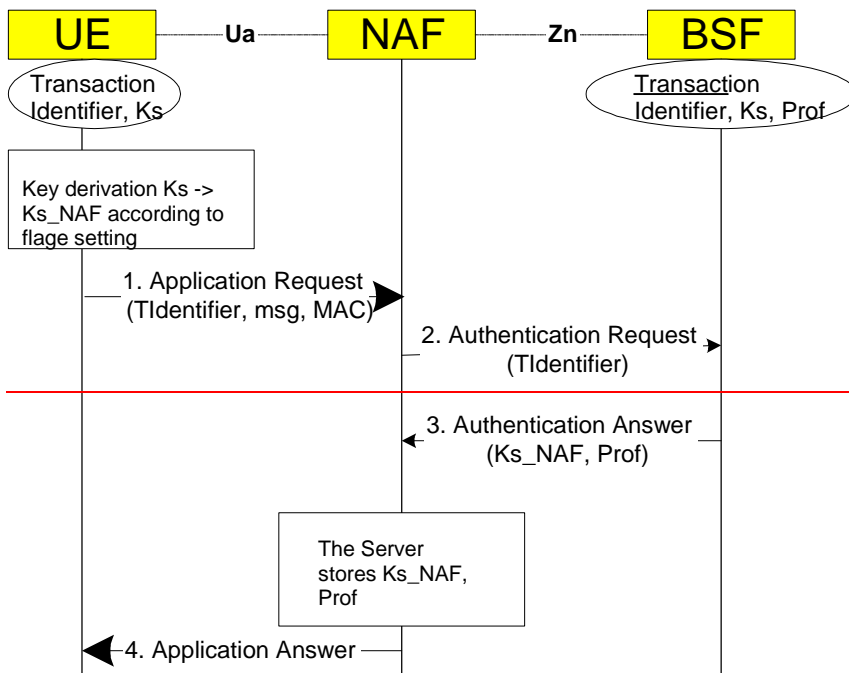 UE
Ua
NAF
Zn
BSF
Transaction
Identifier, Ks
Transaction
Identifier, Ks, Prof
Key derivation Ks ->
Ks_NAF according to
flage setting
1. Application Request
(TIdentifier, msg, MAC)
2. Authentication Request
(TIdentifier)
3. Authentication Answer
(Ks_NAF, Prof)
The Server
stores Ks_NAF,
Prof
4. Application Answer